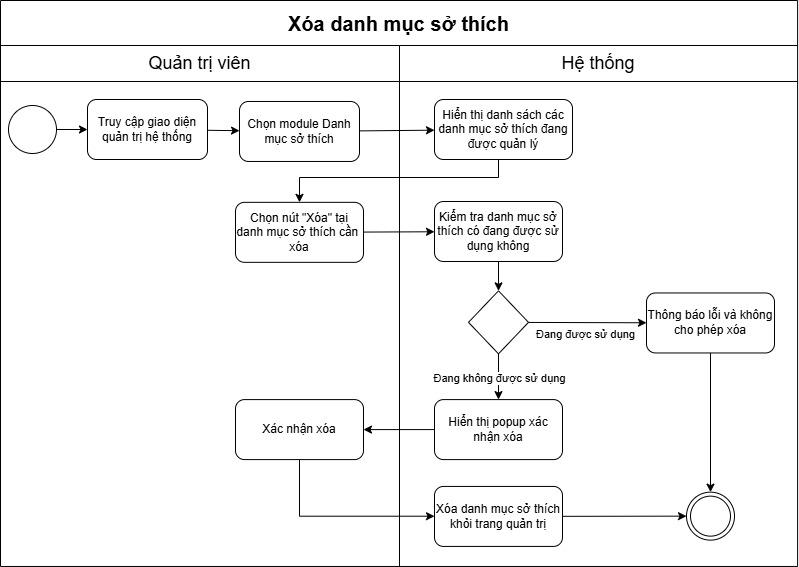 Xóa danh mục sở thích
Quản trị viên
Hệ thống
Truy cập giao diện
quản trị hệ thống
Chọn module Danh
mục sở thích
Hiển thị danh sách các
danh mục sở thích đang
được quản lý
Chọn nút "Xóa" tại
danh mục sở thích cần
xóa
Kiểm tra danh mục sở
thích có đang được sử
dụng không
Đang được sử dụng
Thông báo lỗi và không
cho phép xóa
Đang không được sử dụng
Xác nhận xóa
Hiển thị popup xác
nhận xóa
Xóa danh mục sở thích
khỏi trang quản trị